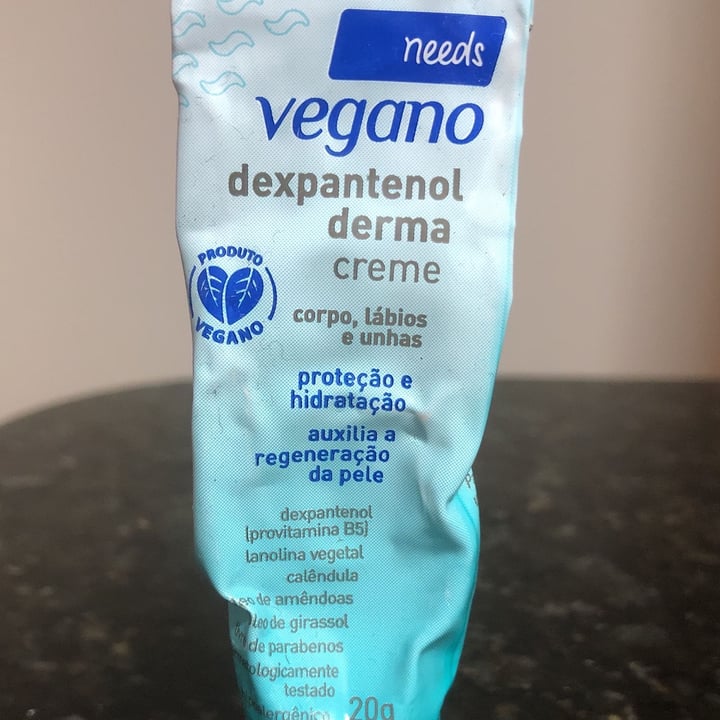 needs
vegano
dexpantenol
derma
creme
PRODUTO
VEGANO
corpo, lábios
e unhas
proteção e
hidratação
auxilia a
regeneração
da pele
dexpantenol
(provitamina B5)
lanolina vegetal
calêndula
de amêndoas
de girassol
de parabenos
testado
20g